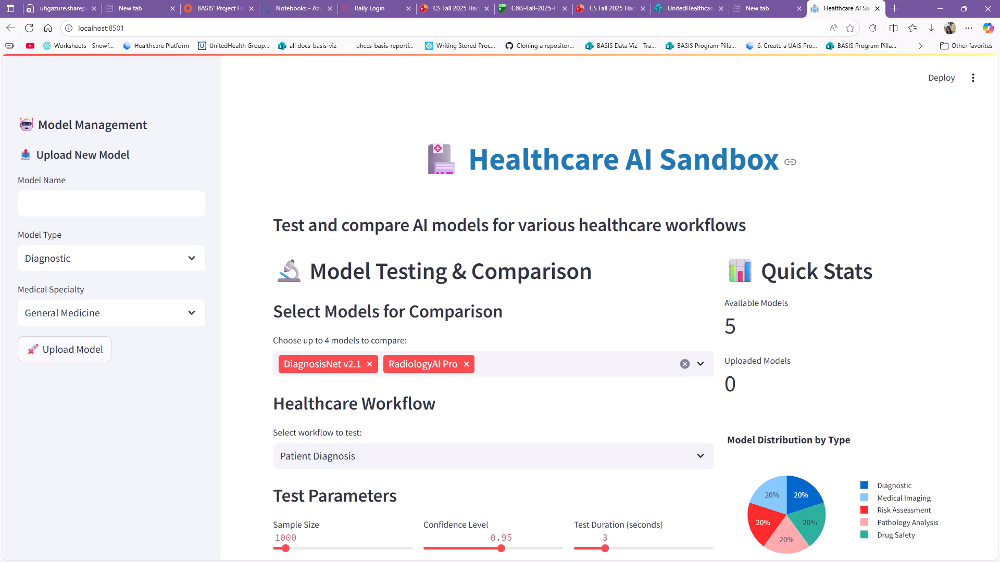 uhgazure.sharep
New tab
BASIS' Project Fu
Notebooks - Azu
Rally Login
CS Fall 2025 Hac
C&S-Fall-2025-H
CS Fall 2025 Hac
UnitedHealthcar
New tab
Healthcare AI Sa
localhost:8501
Worksheets - Snowf...
Healthcare Platform
UnitedHealth Group...
all docs-basis-viz
uhccs-basis-reporti...
Writing Stored Proc...
Cloning a repositor...
BASIS Data Viz - Tra...
BASIS Program Pilla...
6. Create a UAIS Pro...
BASIS Program Pilla...
Other favorites
Deploy
Model Management
Upload New Model
Model Name
Model Type
Diagnostic
Medical Specialty
General Medicine
Upload Model
Healthcare AI Sandbox
Test and compare AI models for various healthcare workflows
Model Testing & Comparison
Select Models for Comparison
Choose up to 4 models to compare:
DiagnosisNet v2.1
RadiologyAI Pro
Healthcare Workflow
Select workflow to test:
Patient Diagnosis
Test Parameters
Sample Size
1000
Confidence Level
0.95
Test Duration (seconds)
3
Quick Stats
Available Models
5
Uploaded Models
0
Model Distribution by Type
20%
20%
20%
20%
20%
Diagnostic
Medical Imaging
Risk Assessment
Pathology Analysis
Drug Safety